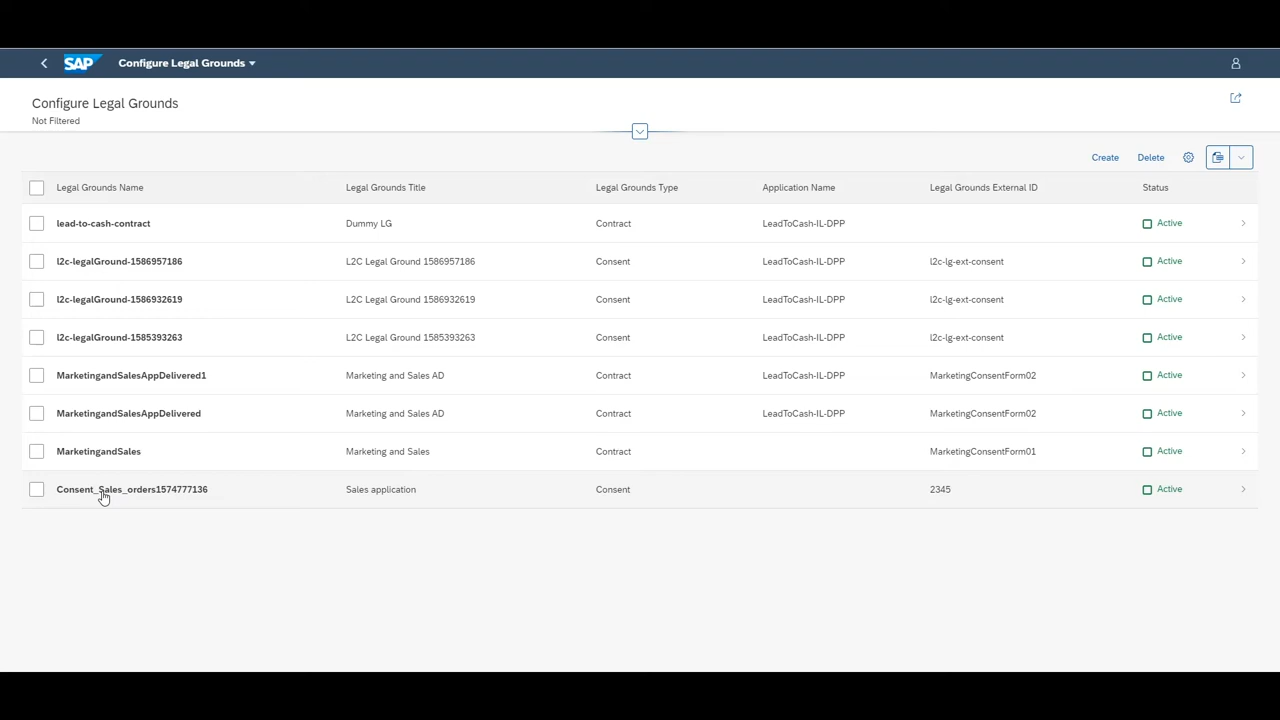 SAP Configure Legal Grounds
Configure Legal Grounds
Not Filtered
Create Delete
Legal Grounds Name Legal Grounds Title Legal Grounds Type Application Name Legal Grounds External ID Status
lead-to-cash-contract Dummy LG Contract LeadToCash-IL-DPP Active
l2c-legalGround-1586957186 L2C Legal Ground 1586957186 Consent LeadToCash-IL-DPP l2c-lg-ext-consent Active
l2c-legalGround-1586932619 L2C Legal Ground 1586932619 Consent LeadToCash-IL-DPP l2c-lg-ext-consent Active
l2c-legalGround-1585393263 L2C Legal Ground 1585393263 Consent LeadToCash-IL-DPP l2c-lg-ext-consent Active
MarketingandSalesAppDelivered1 Marketing and Sales AD Contract LeadToCash-IL-DPP MarketingConsentForm02 Active
MarketingandSalesAppDelivered Marketing and Sales AD Contract LeadToCash-IL-DPP MarketingConsentForm02 Active
MarketingandSales Marketing and Sales Contract MarketingConsentForm01 Active
Consent_Sales_orders1574777136 Sales application Consent 2345 Active